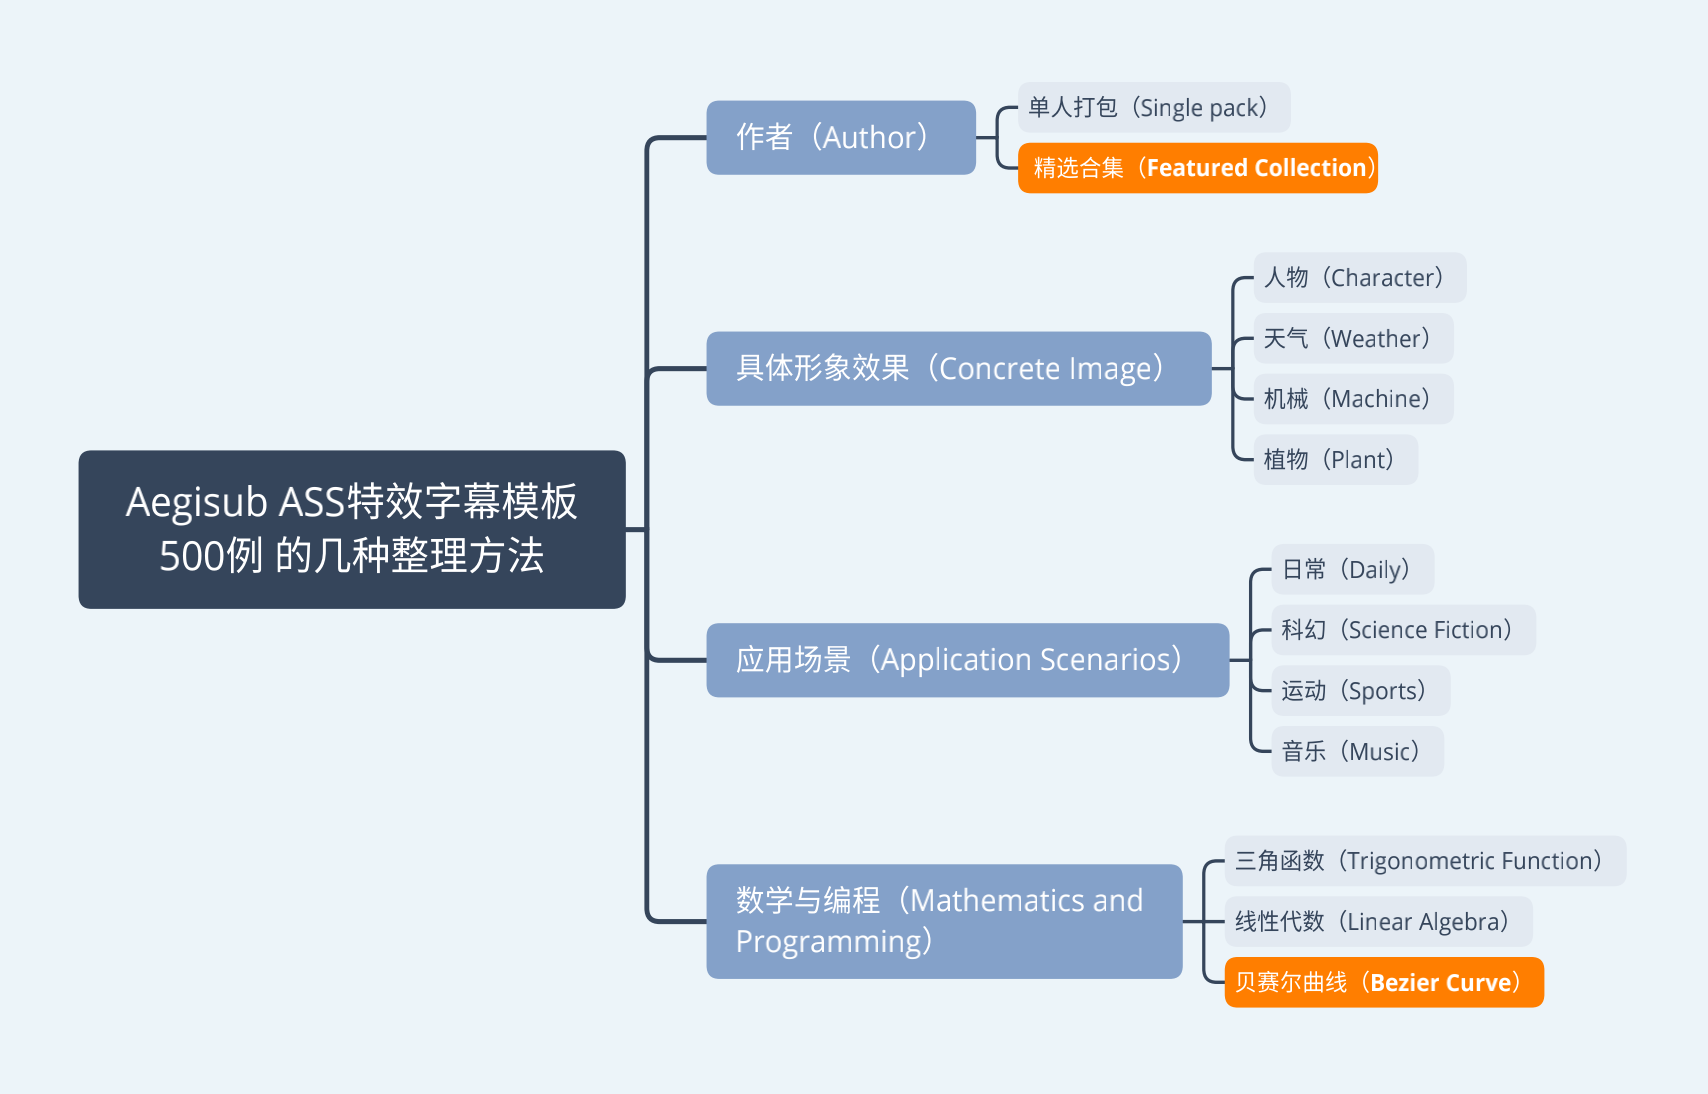 Aegisub ASS特效字幕模板
500例 的几种整理方法
作者（Author）
单人打包（Single pack）
精选合集（Featured Collection）
具体形象效果（Concrete Image）
人物（Character）
天气（Weather）
机械（Machine）
植物（Plant）
应用场景（Application Scenarios）
日常（Daily）
科幻（Science Fiction）
运动（Sports）
音乐（Music）
数学与编程（Mathematics and
Programming）
三角函数（Trigonometric Function）
线性代数（Linear Algebra）
贝赛尔曲线（Bezier Curve）